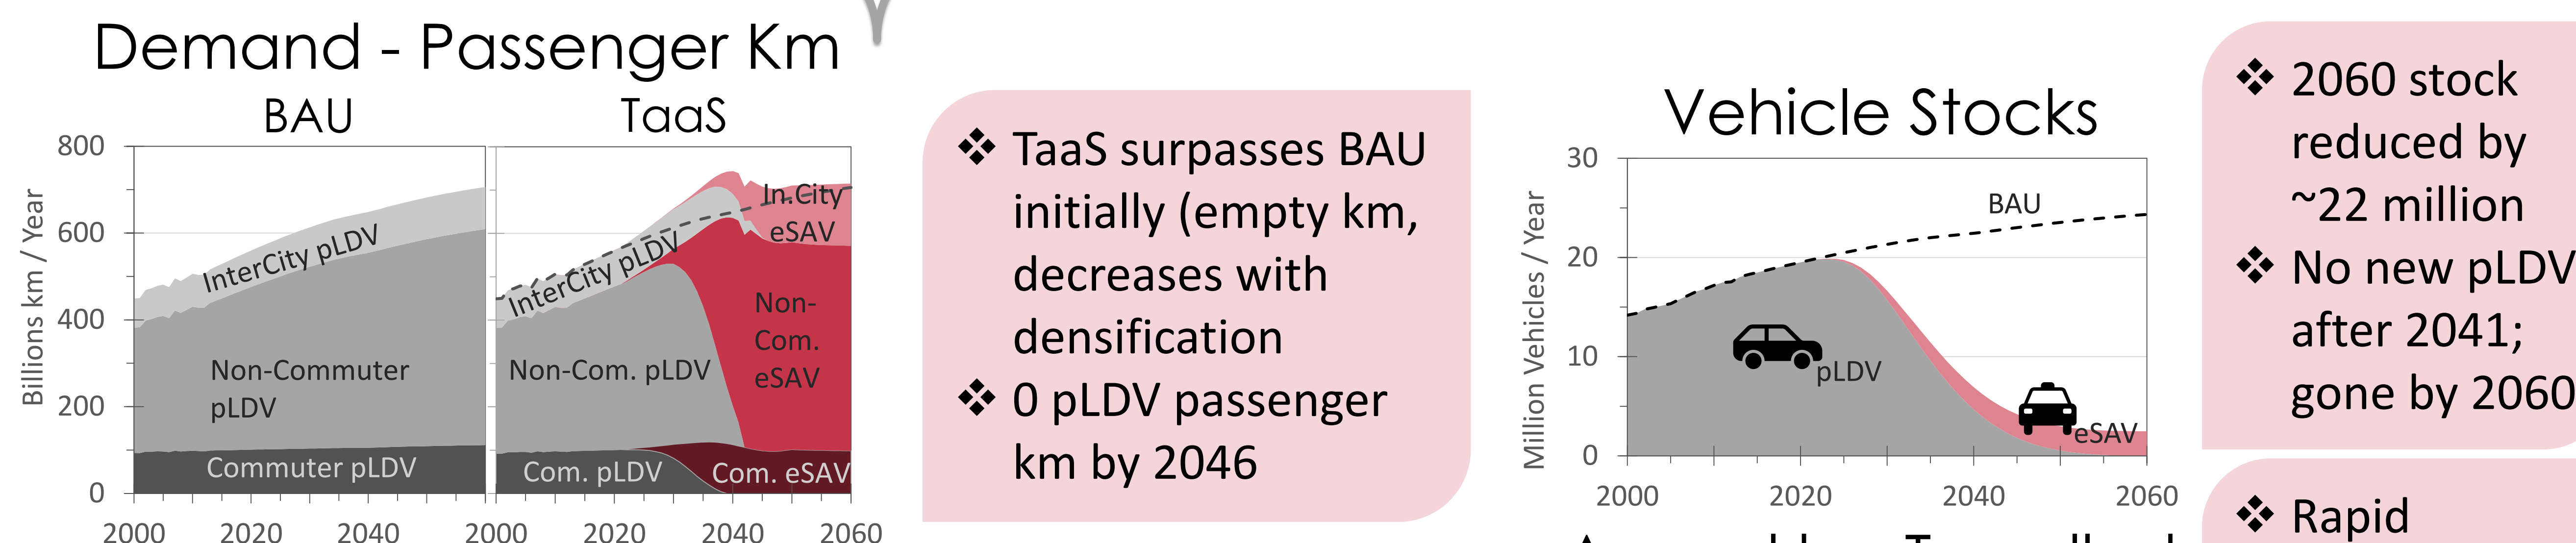 Demand - Passenger Km
BAU
TaaS
Billions km / Year
800
600
400
200
0
InterCity pLDV
Non-Commuter
pLDV
Commuter pLDV
2000
2020
2040
InterCity pLDV
Non-Com. pLDV
Com. pLDV
In.City
eSAV
Non-
Com.
eSAV
Com. eSAV
2000
2020
2040
2060
❖ TaaS surpasses BAU
initially (empty km,
decreases with
densification
❖ 0 pLDV passenger
km by 2046
Vehicle Stocks
Million Vehicles / Year
30
20
10
0
BAU
pLDV
eSAV
2000
2020
2040
2060
❖ 2060 stock
reduced by
~22 million
❖ No new pLDV
after 2041;
gone by 2060
❖ Rapid